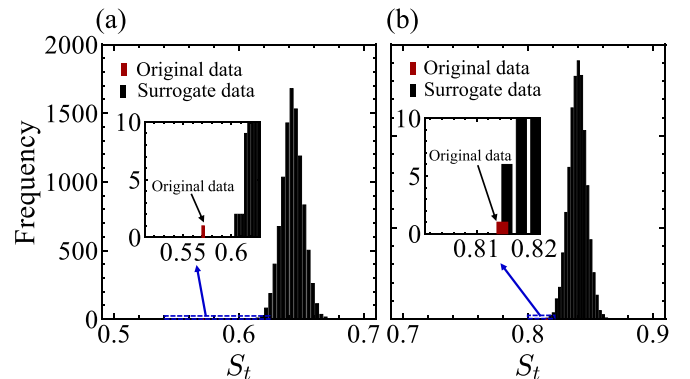 (a)
2000
1500
1000
500
0
Frequency
Original data
Surrogate data
10
5
0
Original data
0.55 0.6
0.5 0.6 0.7
S_t
(b)
Original data
Surrogate data
10
5
0
Original data
0.81 0.82
0.7 0.8 0.9
S_t